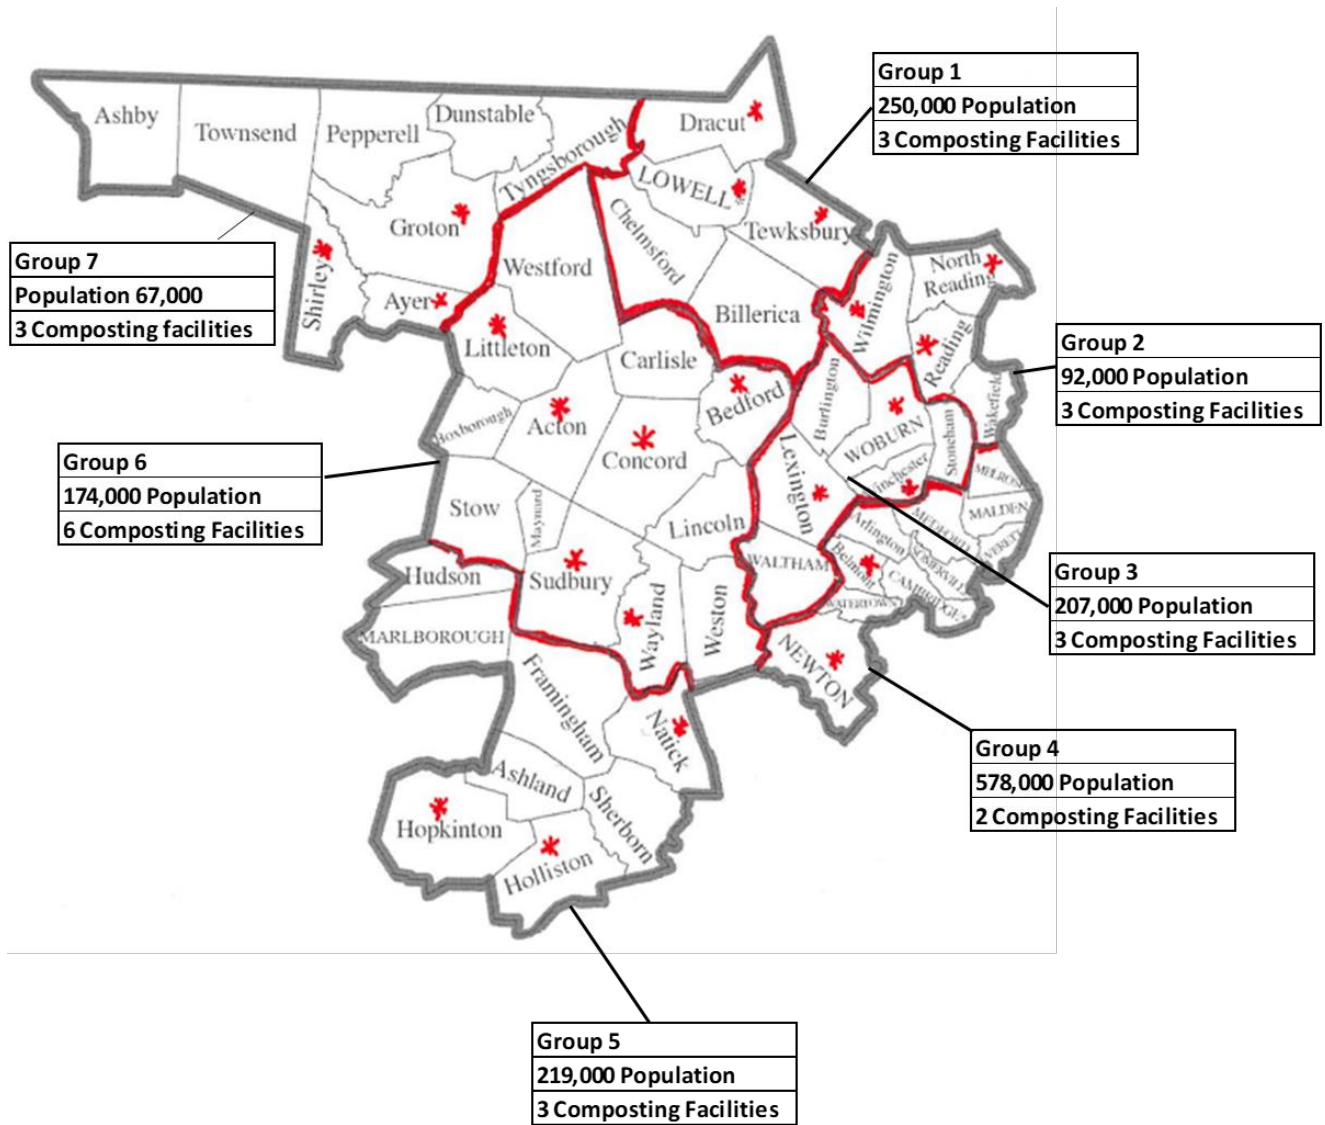 Group 1
250,000 Population
3 Composting Facilities
Ashby
Townsend
Pepperell
Dunstable
Tyngsborough
Dracut
LOWELL
Tewksbury
Chelmsford
Groton
Westford
Billerica
Wilmington
North
Reading
Reading
Group 7
Population 67,000
3 Composting facilities
Shirley
Ayer
Littleton
Carlisle
Bedford
Burlington
Wakefield
Group 2
92,000 Population
3 Composting Facilities
Boxborough
Acton
Concord
Lexington
WOBURN
Stoneham
Winchester
MELROSE
MALDEN
Group 6
174,000 Population
6 Composting Facilities
Stow
Maynard
Lincoln
Arlington
MEDFORD
EVERETT
Hudson
Sudbury
Wayland
Weston
WALTHAM
Belmont
SOMERVILLE
CAMBRIDGE
WATERTOWN
Group 3
207,000 Population
3 Composting Facilities
MARLBOROUGH
Framingham
Natick
NEWTON
Group 4
578,000 Population
2 Composting Facilities
Ashland
Sherborn
Hopkinton
Holliston
Group 5
219,000 Population
3 Composting Facilities